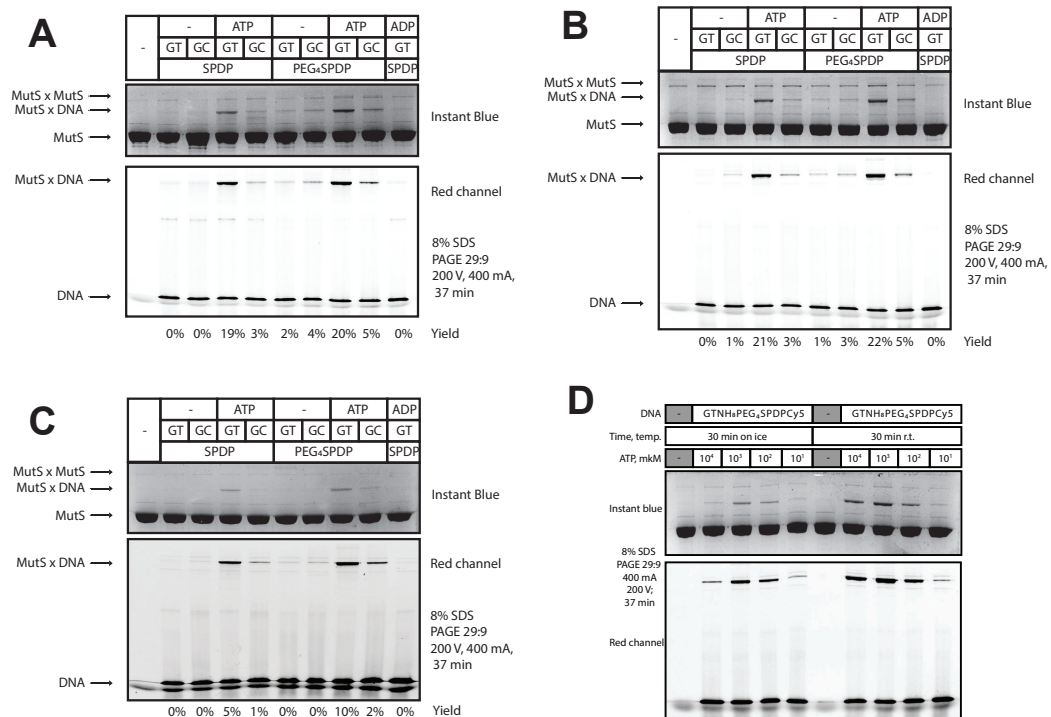 A
- - ATP - ATP ADP
GT GC GT GC GT GC GT GC GT
SPDP PEG₄SPDP SPDP
MutS x MutS
MutS x DNA
MutS
Instant Blue
MutS x DNA
Red channel
8% SDS
PAGE 29:9
200 V, 400 mA,
37 min
DNA
0% 0% 19% 3% 2% 4% 20% 5% 0% Yield
B
- - ATP - ATP ADP
GT GC GT GC GT GC GT GC GT
SPDP PEG₄SPDP SPDP
MutS x MutS
MutS x DNA
MutS
Instant Blue
MutS x DNA
Red channel
8% SDS
PAGE 29:9
200 V, 400 mA,
37 min
DNA
0% 1% 21% 3% 1% 3% 22% 5% 0% Yield
C
- - ATP - ATP ADP
GT GC GT GC GT GC GT GC GT
SPDP PEG₄SPDP SPDP
MutS x MutS
MutS x DNA
MutS
Instant Blue
MutS x DNA
Red channel
8% SDS
PAGE 29:9
200 V, 400 mA,
37 min
DNA
0% 0% 5% 1% 0% 0% 10% 2% 0% Yield
D
DNA - GTNH₈PEG₄SPDPCy5 - GTNH₈PEG₄SPDPCy5
Time, temp. 30 min on ice 30 min r.t.
ATP, mkM - 10⁴ 10³ 10² 10¹ - 10⁴ 10³ 10² 10¹
Instant blue
8% SDS
PAGE 29:9
400 mA
200 V;
37 min
Red channel